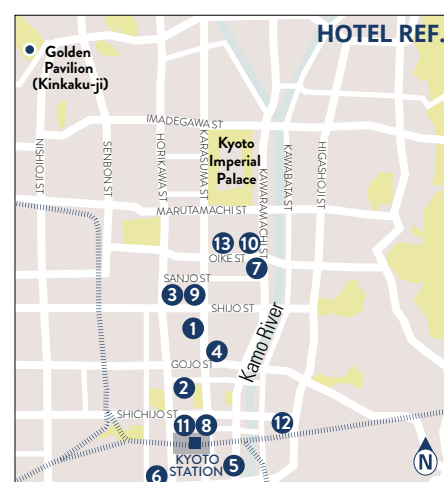 HOTEL REF.
Golden
Pavilion
(Kinkaku-ji)
IMADEGAWA ST
NISHIOJI ST
SENBON ST
HORIKAWA ST
KARASUMA ST
Kyoto
Imperial
Palace
KAWARAMACHI ST
KAWABATA ST
HIGASHIOJI ST
MARUTAMACHI ST
13
10
OIKE ST
7
SANJO ST
3
9
SHIJO ST
1
4
Kamo River
GOJO ST
2
SHICHIJO ST
11
8
12
KYOTO
STATION
5
6
N